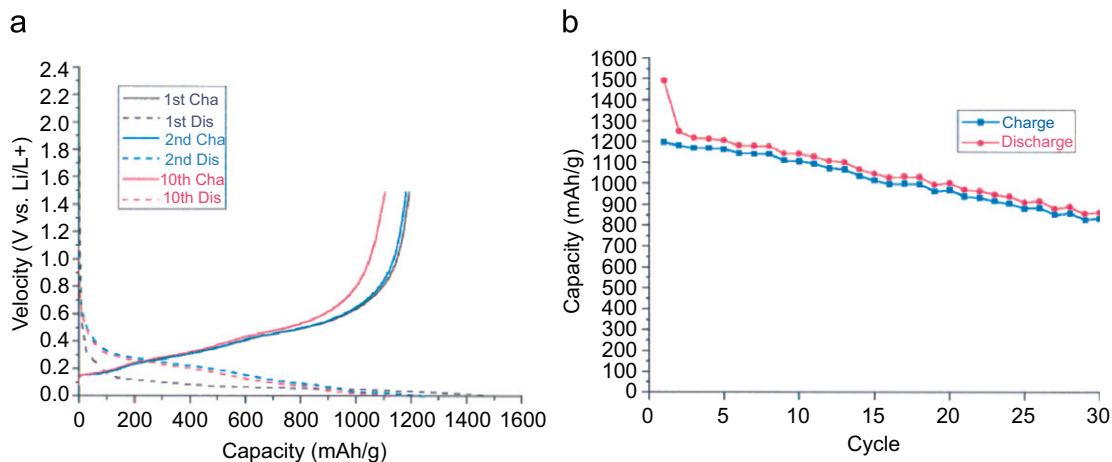 a
Velocity (V vs. Li/L+)
2.4
2.2
2.0
1.8
1.6
1.4
1.2
1.0
0.8
0.6
0.4
0.2
0.0
1st Cha
1st Dis
2nd Cha
2nd Dis
10th Cha
10th Dis
0 200 400 600 800 1000 1200 1400 1600
Capacity (mAh/g)
b
Capacity (mAh/g)
1600
1500
1400
1300
1200
1100
1000
900
800
700
600
500
400
300
200
100
0
Charge
Discharge
0 5 10 15 20 25 30
Cycle